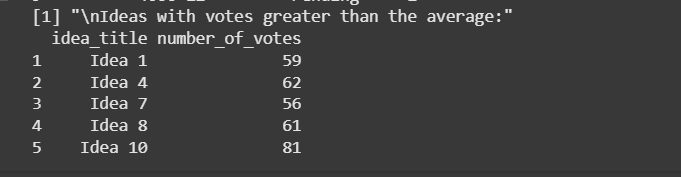 [1] "\nIdeas with votes greater than the average:"
idea_title number_of_votes
1 Idea 1 59
2 Idea 4 62
3 Idea 7 56
4 Idea 8 61
5 Idea 10 81